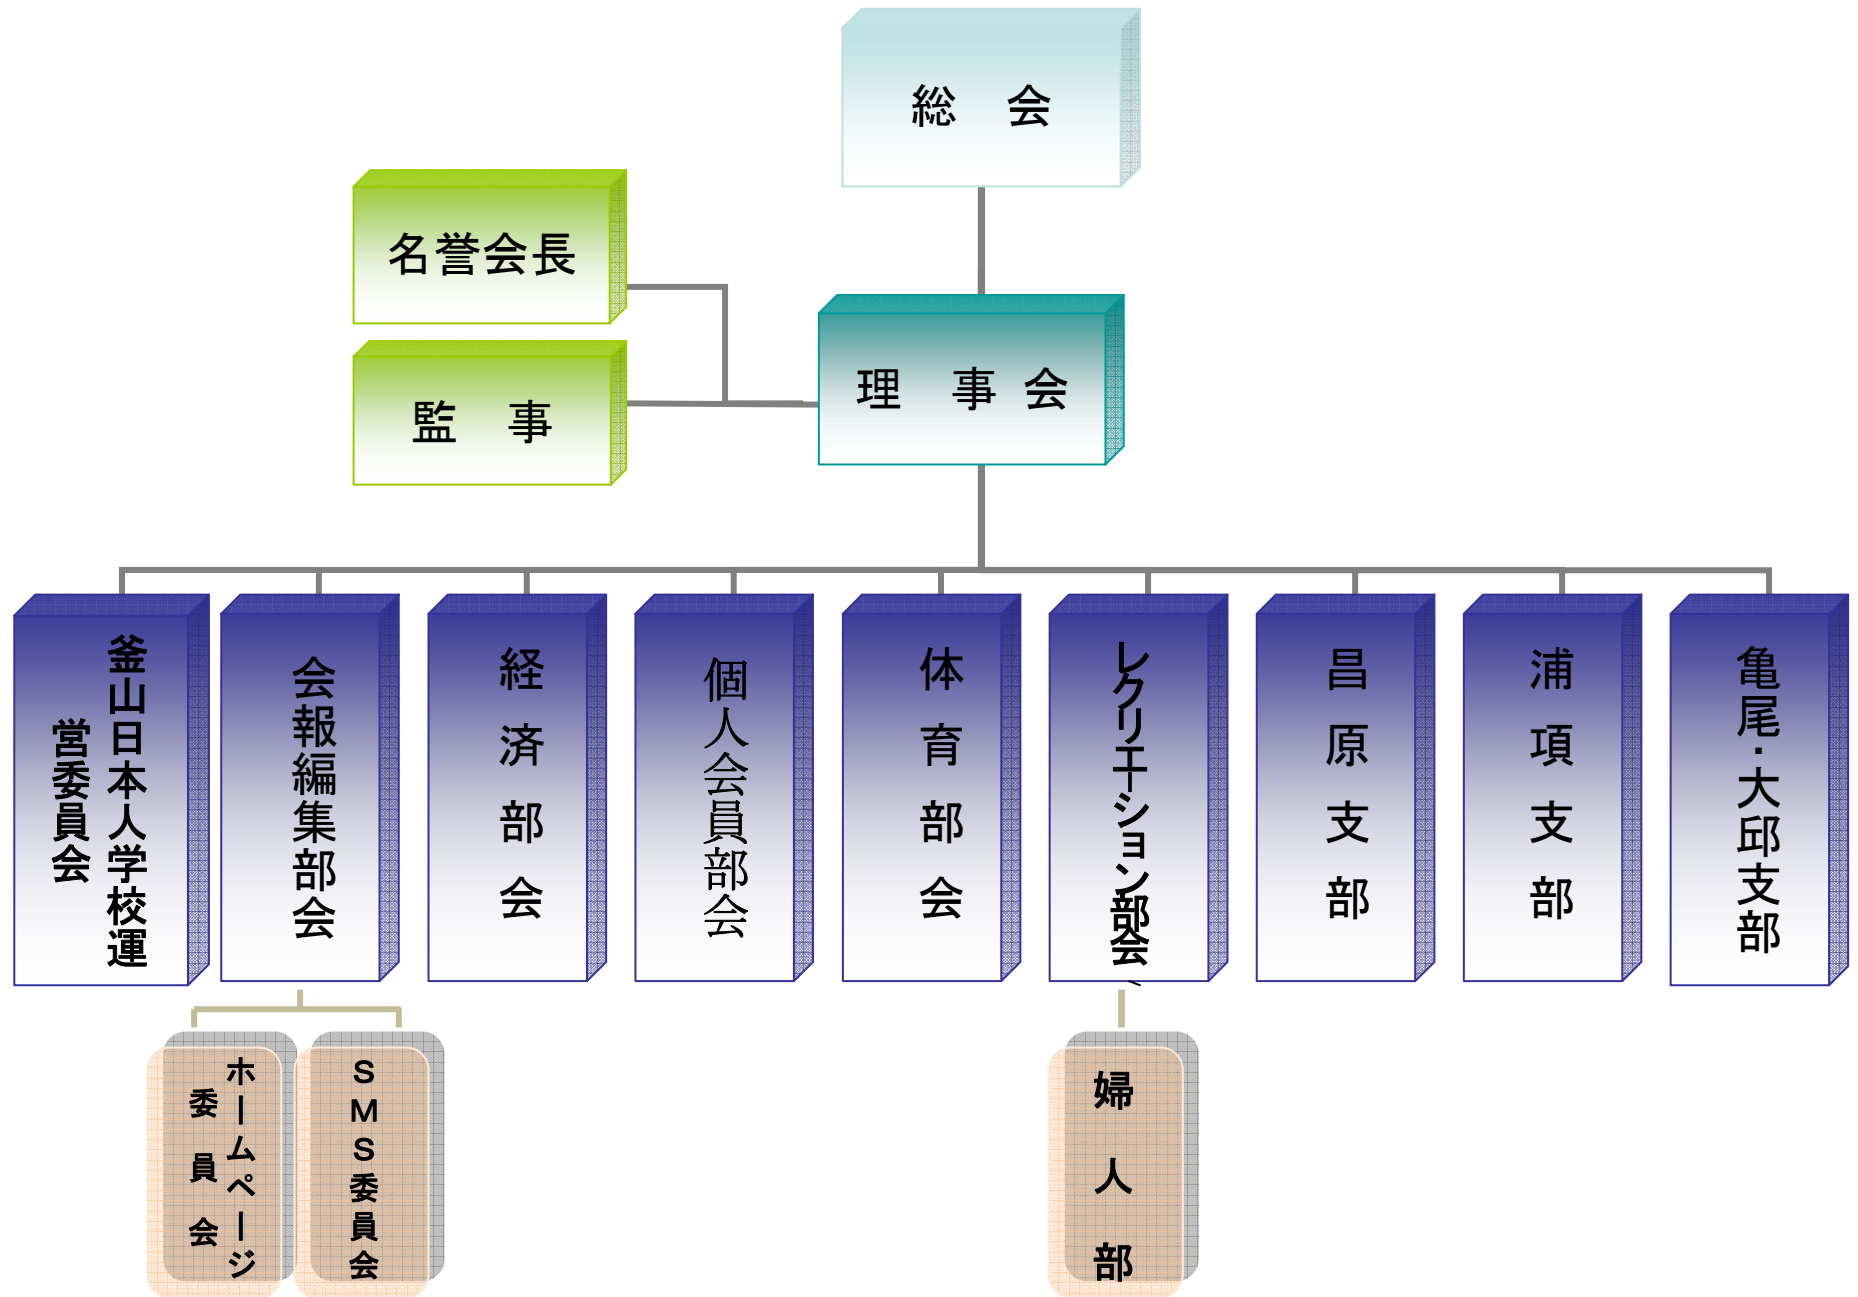 総　会
名誉会長
理　事 会
監　事
釜山日本人学校運
営委員会
会報編集部会
経済部会
個人会員部会
体育部会
レクリエーション部会
昌原支部
浦項支部
亀尾・大邱支部
ホームページ
委員会
ＳＭＳ委員会
婦人部